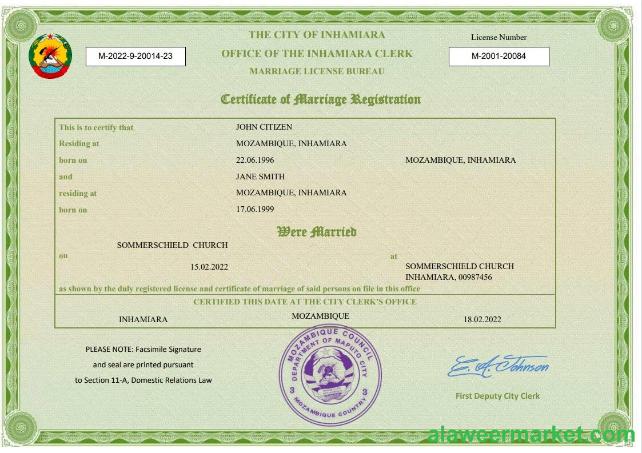 THE CITY OF INHAMIARA
License Number
M-2022-9-20014-23
OFFICE OF THE INHAMIARA CLERK
M-2001-20084
MARRIAGE LICENSE BUREAU
Certificate of Marriage Registration
This is to certify that JOHN CITIZEN
Residing at MOZAMBIQUE, INHAMIARA
born on 22.06.1996 MOZAMBIQUE, INHAMIARA
and JANE SMITH
residing at MOZAMBIQUE, INHAMIARA
born on 17.06.1999
Were Married
SOMMERSCHIELD CHURCH
on at
15.02.2022 SOMMERSCHIELD CHURCH
INHAMIARA, 00987456
as shown by the duly registered license and certificate of marriage of said persons on file in this office
CERTIFIED THIS DATE AT THE CITY CLERK'S OFFICE
INHAMIARA MOZAMBIQUE 18.02.2022
PLEASE NOTE: Facsimile Signature
and seal are printed pursuant
to Section 11-A, Domestic Relations Law
MOZAMBIQUE COUNCIL
DEPARTMENT OF MAPUTO CITY
3 3
MOZAMBIQUE COUNTRY
E. A. Johnson
First Deputy City Clerk
alaweermarket.com